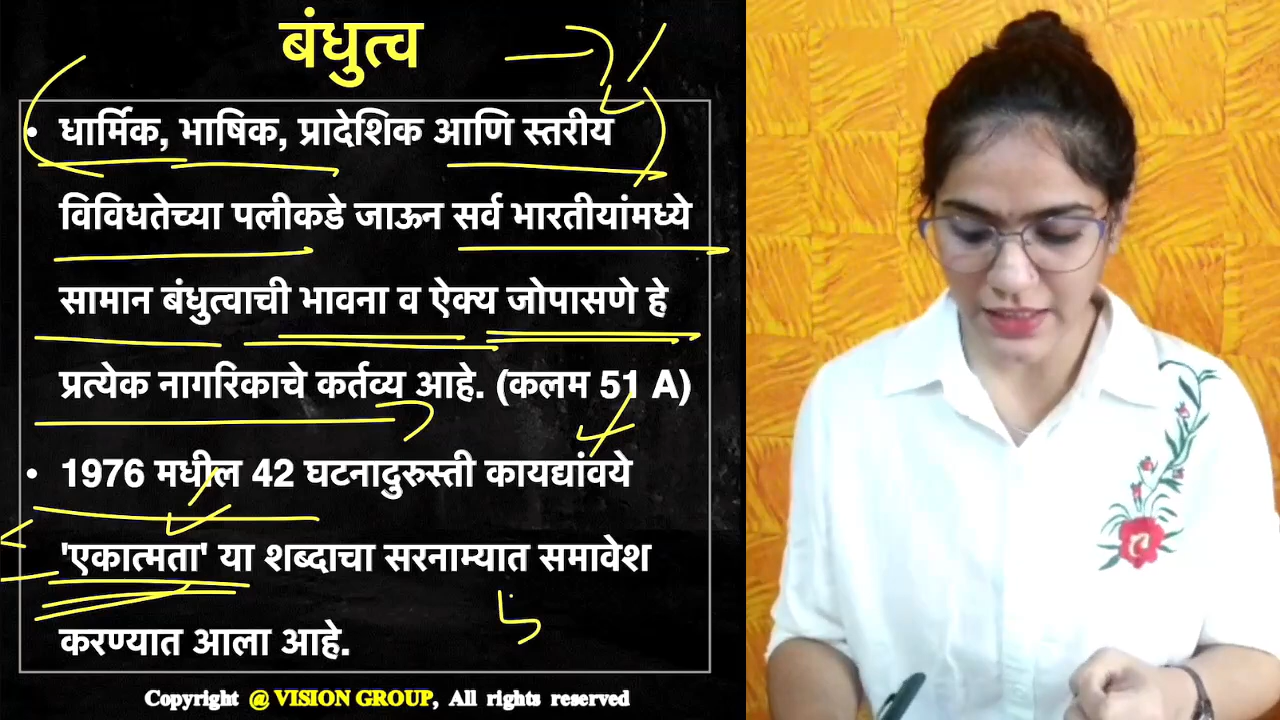 बंधुत्व
• धार्मिक, भाषिक, प्रादेशिक आणि स्तरीय
विविधतेच्या पलीकडे जाऊन सर्व भारतीयांमध्ये
सामान बंधुत्वाची भावना व ऐक्य जोपासणे हे
प्रत्येक नागरिकाचे कर्तव्य आहे. (कलम 51 A)
• 1976 मधील 42 घटनादुरुस्ती कायद्यांवये
'एकात्मता' या शब्दाचा सरनाम्यात समावेश
करण्यात आला आहे.
Copyright @ VISION GROUP, All rights reserved